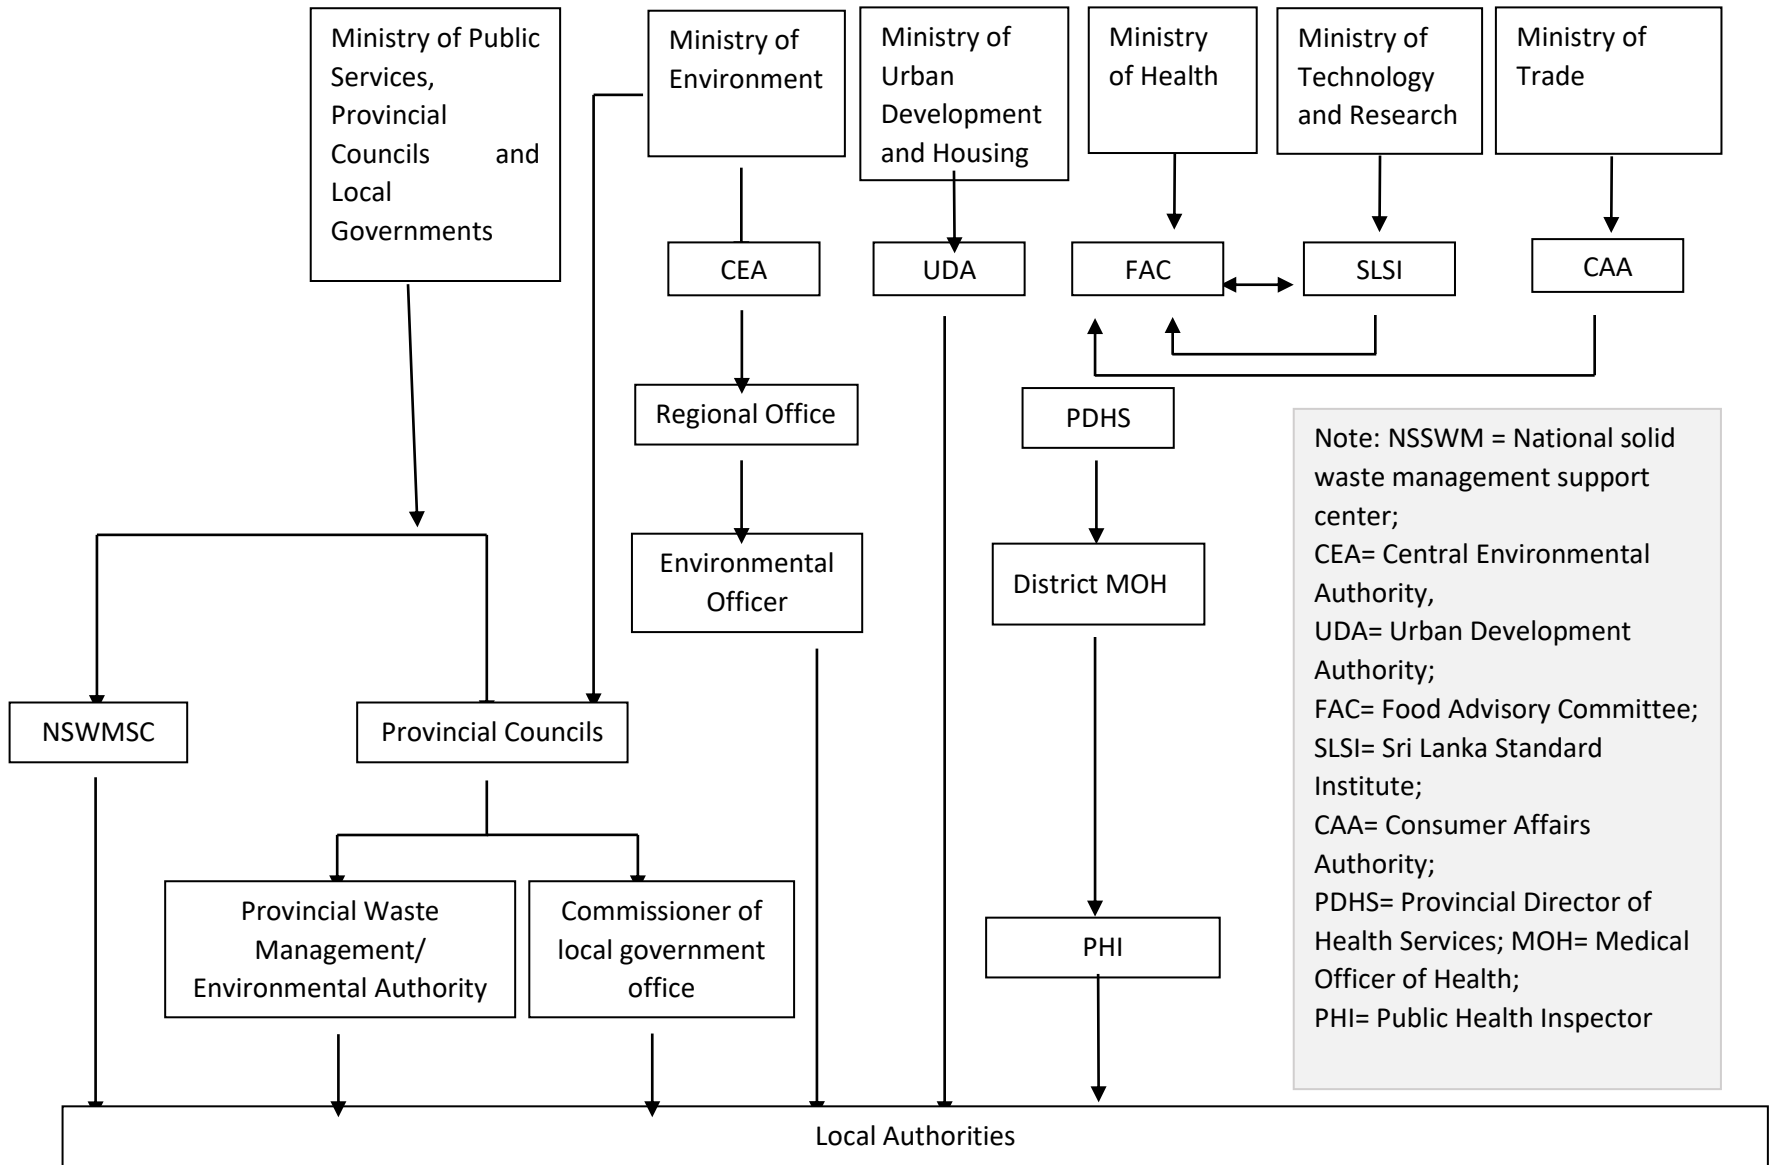 Ministry of Public
Services,
Provincial
Councils and
Local
Governments
Ministry of
Environment
Ministry of
Urban
Development
and Housing
Ministry
of Health
Ministry of
Technology
and Research
Ministry of
Trade
CEA
UDA
FAC
SLSI
CAA
Regional Office
PDHS
Environmental
Officer
District MOH
NSWMSC
Provincial Councils
Provincial Waste
Management/
Environmental Authority
Commissioner of
local government
office
PHI
Note: NSSWM = National solid
waste management support
center;
CEA= Central Environmental
Authority,
UDA= Urban Development
Authority;
FAC= Food Advisory Committee;
SLSI= Sri Lanka Standard
Institute;
CAA= Consumer Affairs
Authority;
PDHS= Provincial Director of
Health Services; MOH= Medical
Officer of Health;
PHI= Public Health Inspector
Local Authorities